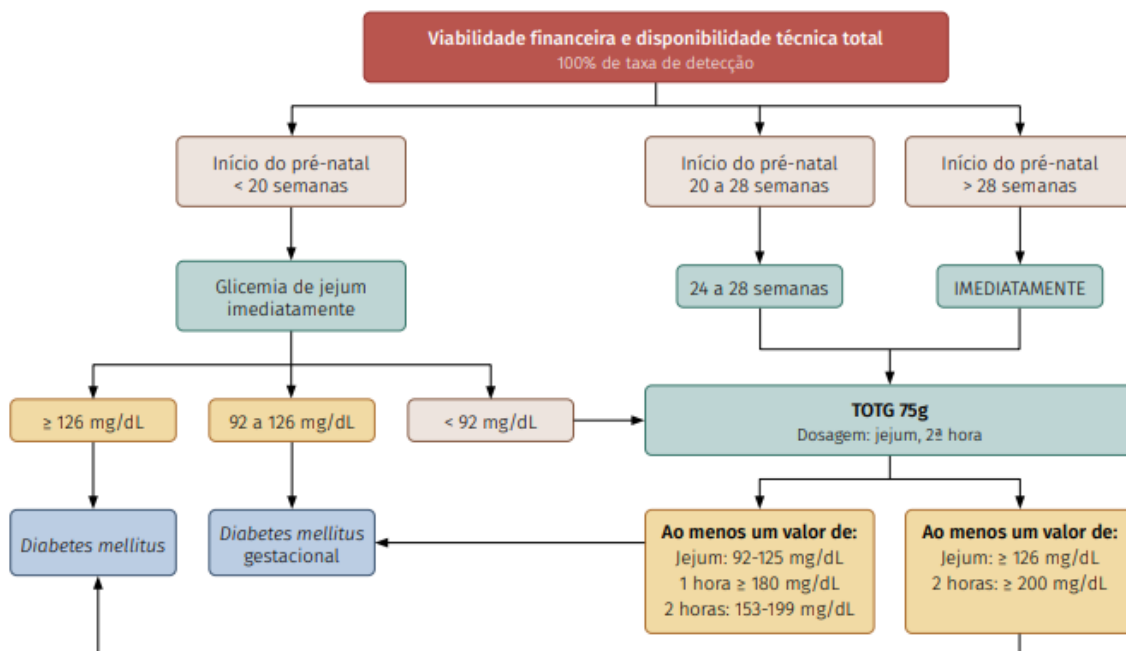 Viabilidade financeira e disponibilidade técnica total
100% de taxa de detecção
Início do pré-natal
< 20 semanas
Início do pré-natal
20 a 28 semanas
Início do pré-natal
> 28 semanas
Glicemia de jejum
imediatamente
24 a 28 semanas
IMEDIATAMENTE
≥ 126 mg/dL
92 a 126 mg/dL
< 92 mg/dL
TOTG 75g
Dosagem: jejum, 2ª hora
Diabetes mellitus
Diabetes mellitus
gestacional
Ao menos um valor de:
Jejum: 92-125 mg/dL
1 hora ≥ 180 mg/dL
2 horas: 153-199 mg/dL
Ao menos um valor de:
Jejum: ≥ 126 mg/dL
2 horas: ≥ 200 mg/dL